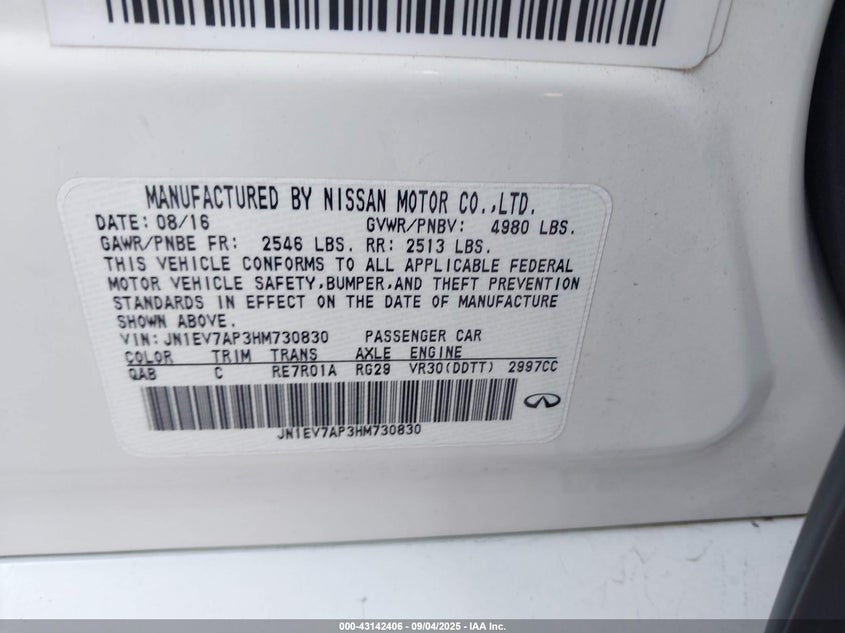 MANUFACTURED BY NISSAN MOTOR CO.,LTD.
DATE: 08/16 GVWR/PNBV: 4980 LBS.
GAWR/PNBE FR: 2546 LBS. RR: 2513 LBS.
THIS VEHICLE CONFORMS TO ALL APPLICABLE FEDERAL
MOTOR VEHICLE SAFETY,BUMPER,AND THEFT PREVENTION
STANDARDS IN EFFECT ON THE DATE OF MANUFACTURE
SHOWN ABOVE.
VIN: JN1EV7AP3HM730830 PASSENGER CAR
COLOR TRIM TRANS AXLE ENGINE
QAB C RE7R01A RG29 VR30(DDTT) 2997CC
JN1EV7AP3HM730830
000-43142406 - 09/04/2025 - IAA Inc.